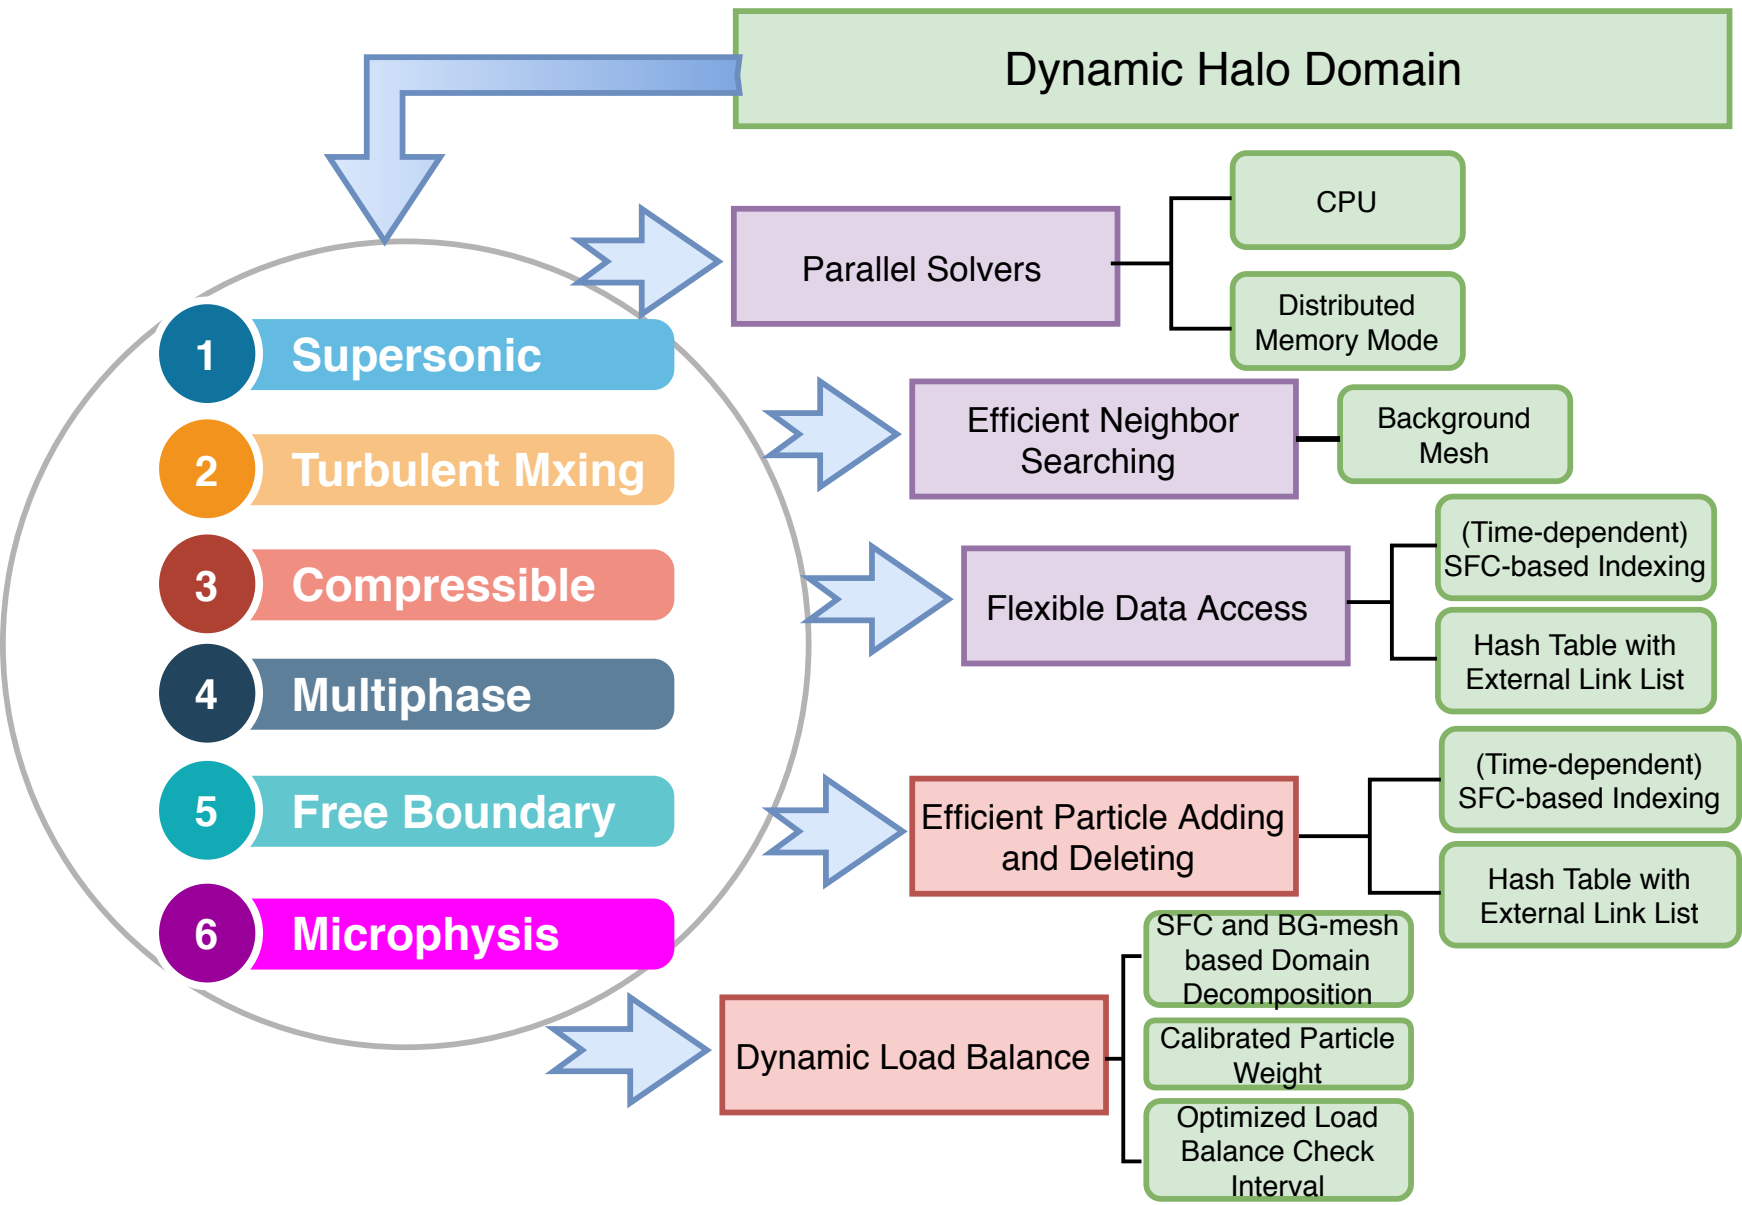 Dynamic Halo Domain
1 Supersonic
2 Turbulent Mxing
3 Compressible
4 Multiphase
5 Free Boundary
6 Microphysis
Parallel Solvers
CPU
Distributed
Memory Mode
Efficient Neighbor
Searching
Background
Mesh
Flexible Data Access
(Time-dependent)
SFC-based Indexing
Hash Table with
External Link List
Efficient Particle Adding
and Deleting
(Time-dependent)
SFC-based Indexing
Hash Table with
External Link List
Dynamic Load Balance
SFC and BG-mesh
based Domain
Decomposition
Calibrated Particle
Weight
Optimized Load
Balance Check
Interval